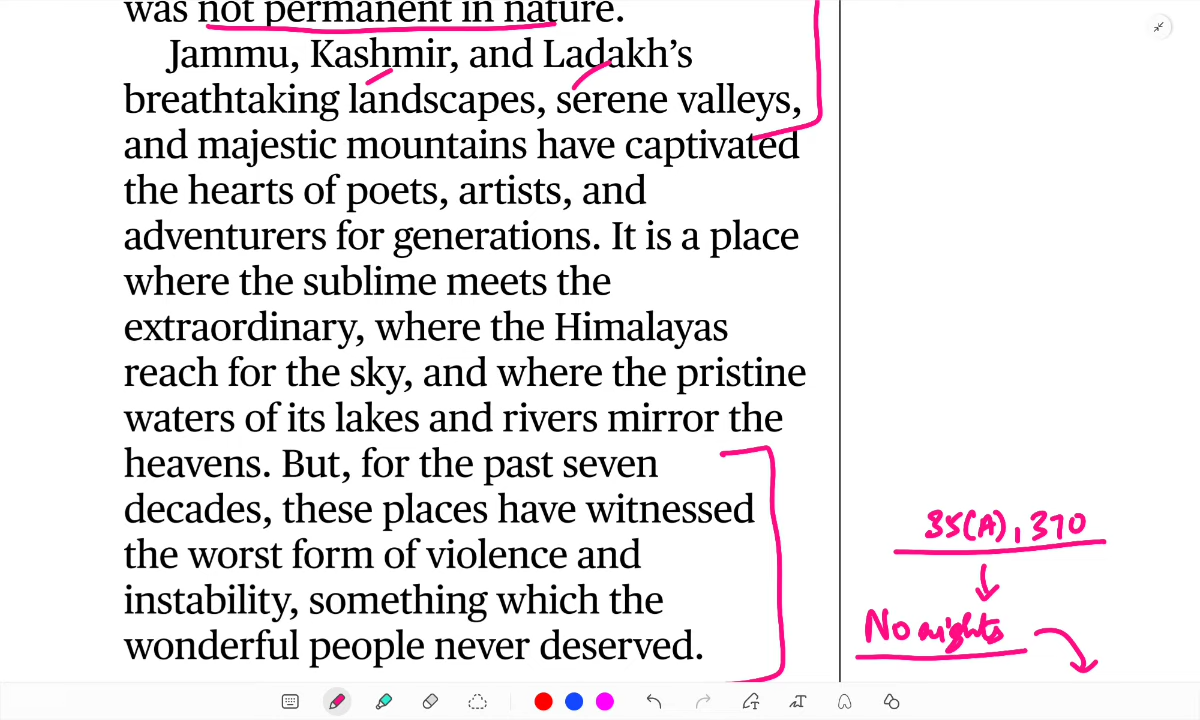 was not permanent in nature.
Jammu, Kashmir, and Ladakh's
breathtaking landscapes, serene valleys,
and majestic mountains have captivated
the hearts of poets, artists, and
adventurers for generations. It is a place
where the sublime meets the
extraordinary, where the Himalayas
reach for the sky, and where the pristine
waters of its lakes and rivers mirror the
heavens. But, for the past seven
decades, these places have witnessed
the worst form of violence and
instability, something which the
wonderful people never deserved.
35(A), 370
No rights